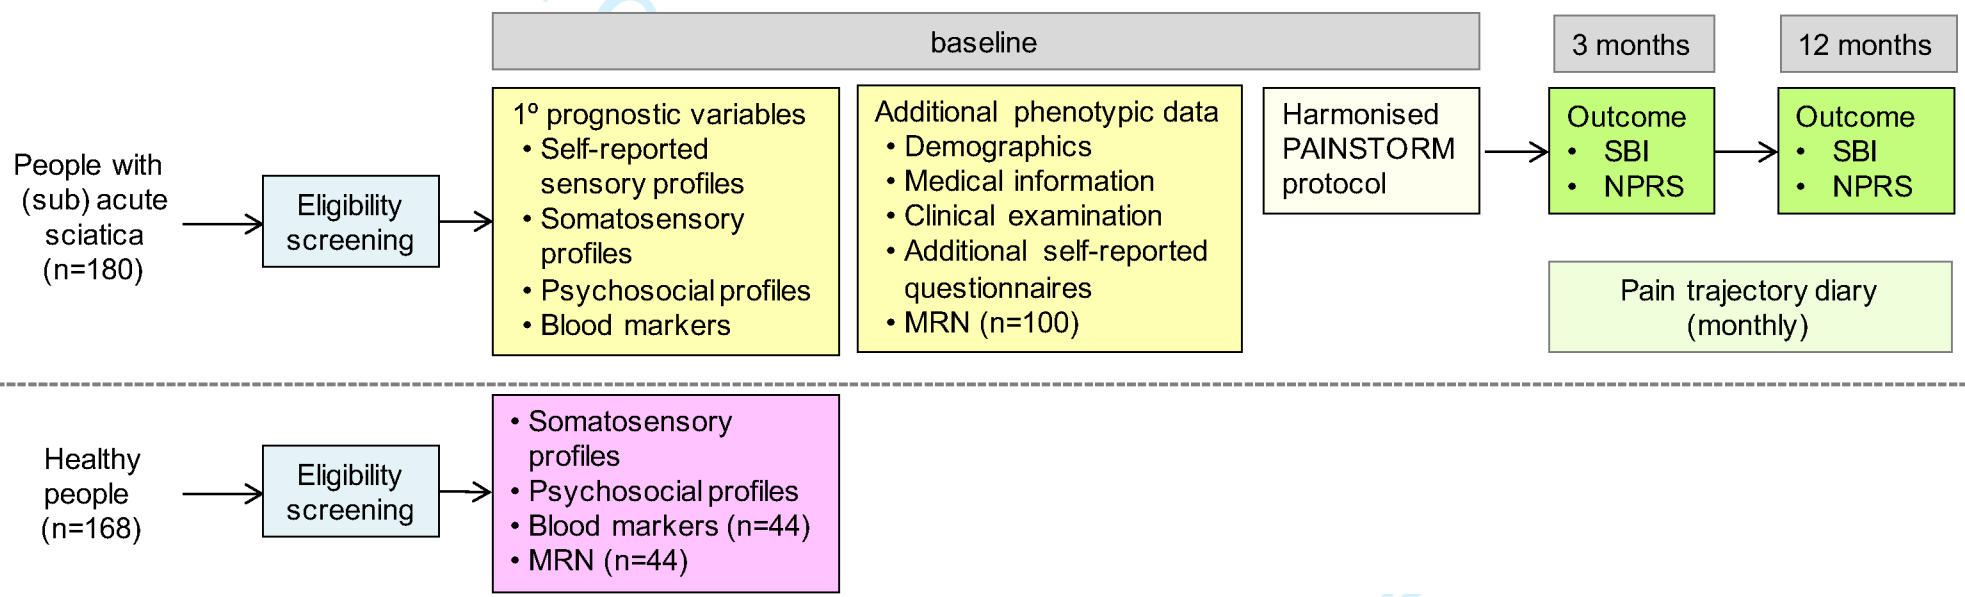 baseline
3 months
12 months
People with
(sub) acute
sciatica
(n=180)
Eligibility
screening
1º prognostic variables
• Self-reported
sensory profiles
• Somatosensory
profiles
• Psychosocial profiles
• Blood markers
Additional phenotypic data
• Demographics
• Medical information
• Clinical examination
• Additional self-reported
questionnaires
• MRN (n=100)
Harmonised
PAINSTORM
protocol
Outcome
• SBI
• NPRS
Outcome
• SBI
• NPRS
Pain trajectory diary
(monthly)
Healthy
people
(n=168)
Eligibility
screening
• Somatosensory
profiles
• Psychosocial profiles
• Blood markers (n=44)
• MRN (n=44)